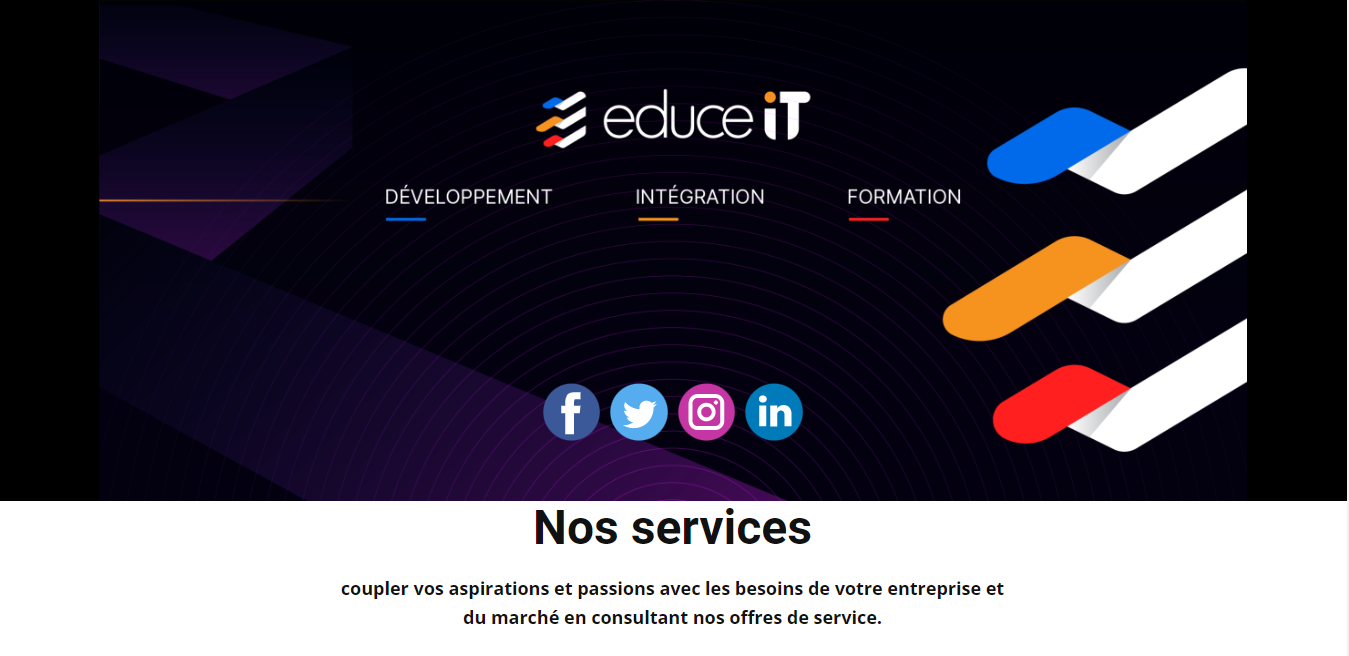 educe iT
DÉVELOPPEMENT INTÉGRATION FORMATION
Nos services
coupler vos aspirations et passions avec les besoins de votre entreprise et
du marché en consultant nos offres de service.